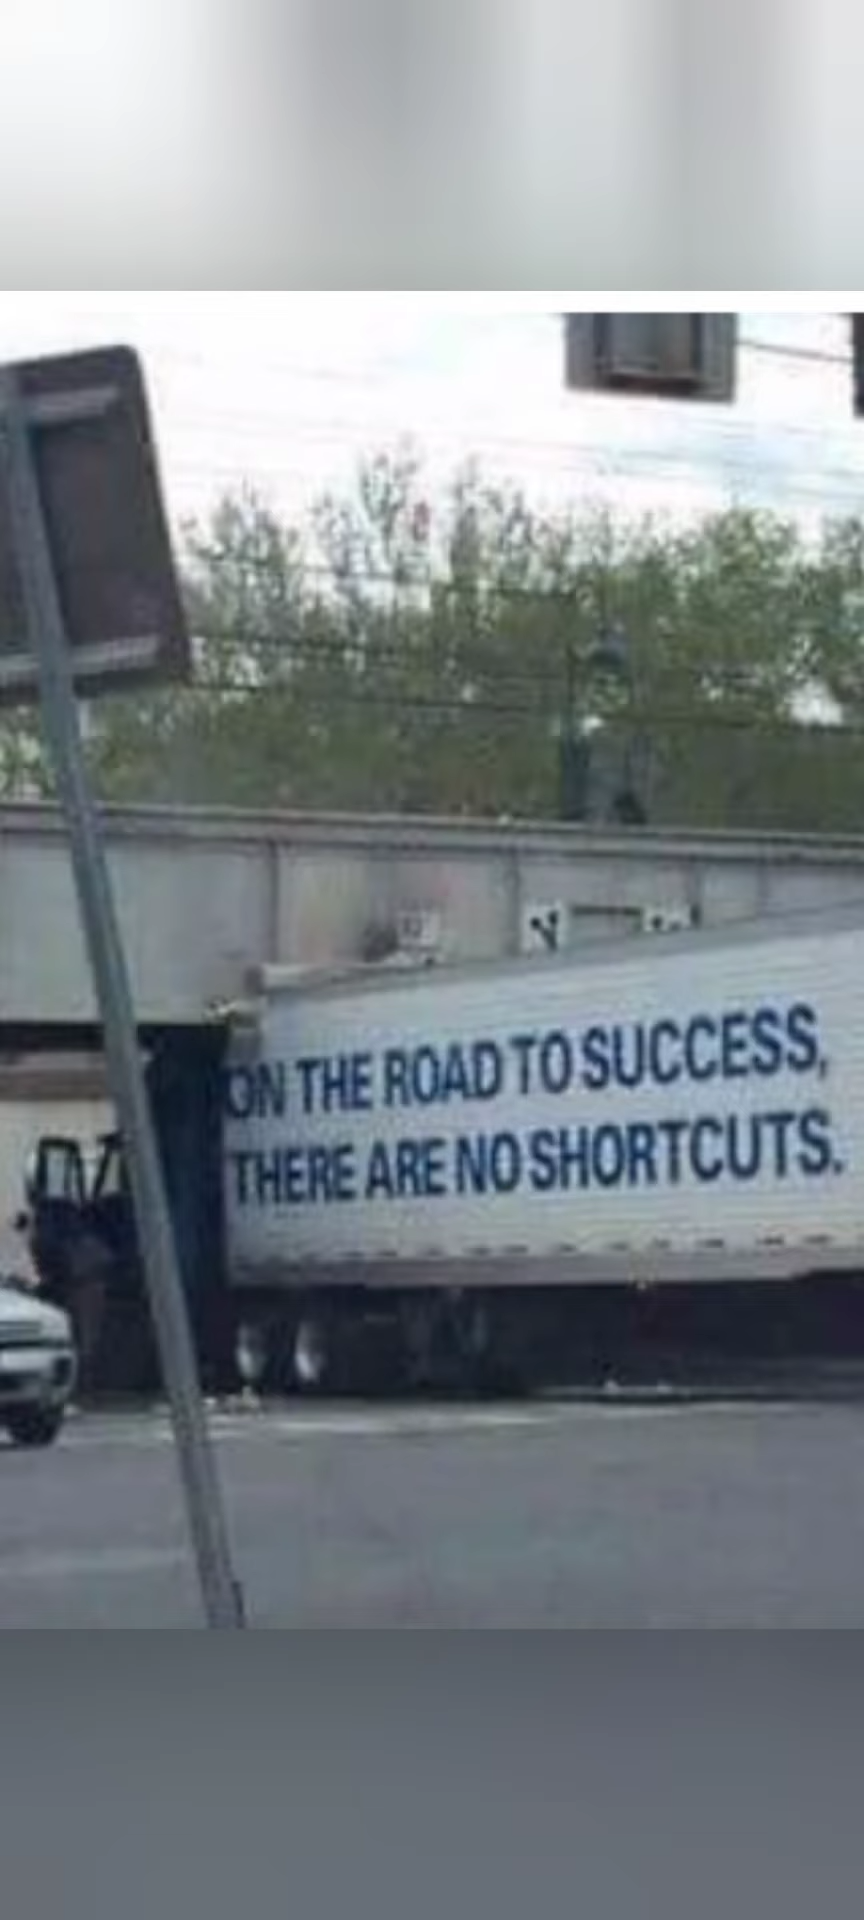 ON THE ROAD TO SUCCESS,
THERE ARE NO SHORTCUTS.